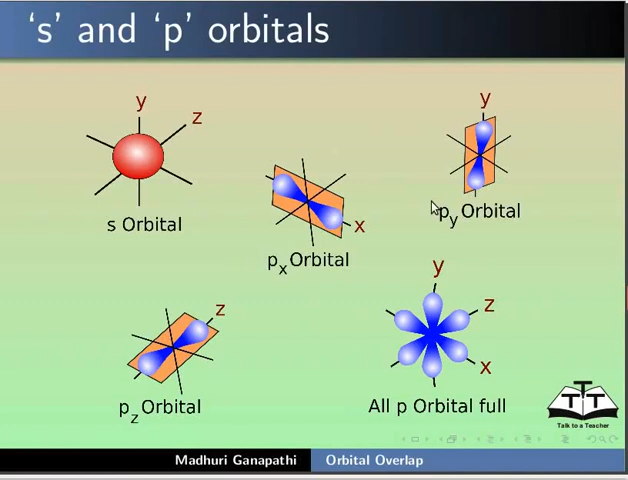 ‘s’ and ‘p’ orbitals
y
z
s Orbital
x
px Orbital
y
py Orbital
z
pz Orbital
y
z
x
All p Orbital full
T T T
Talk to a Teacher
Madhuri Ganapathi
Orbital Overlap